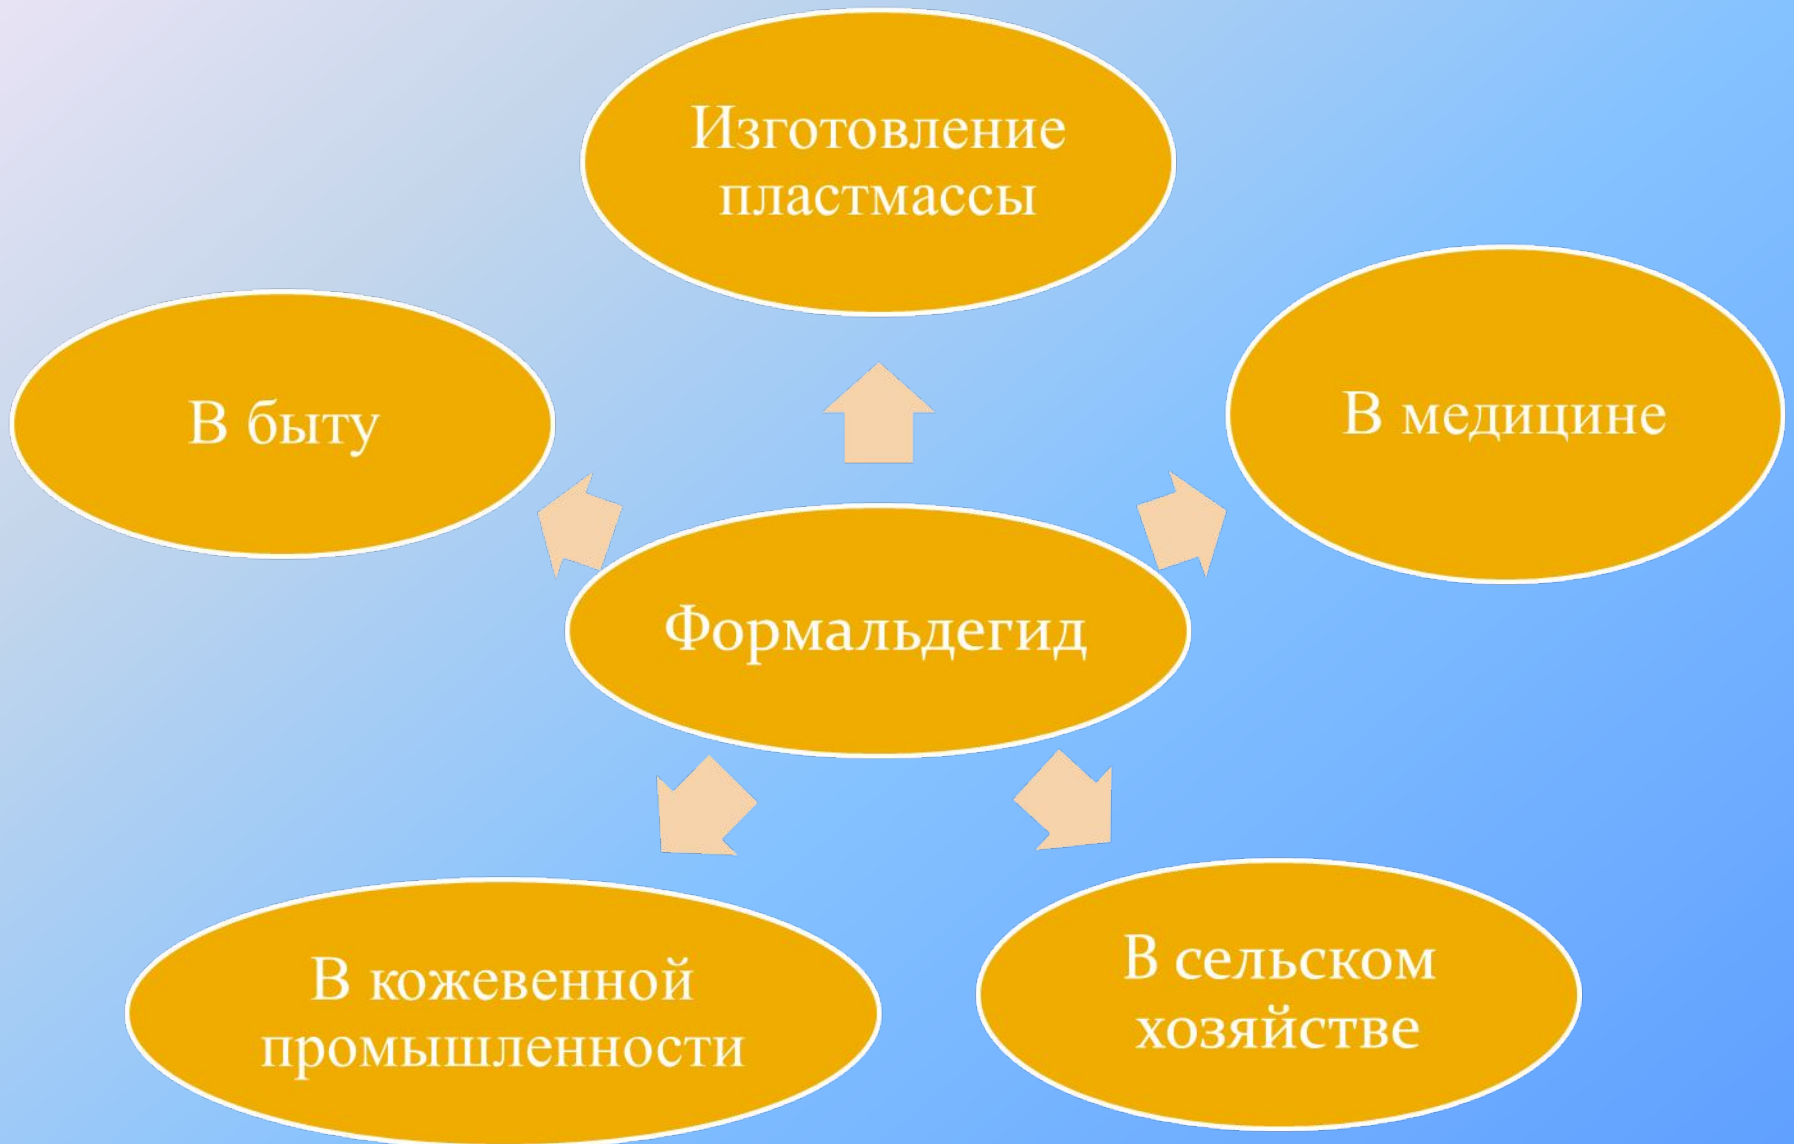 Изготовление
пластмассы
В быту
В медицине
Формальдегид
В кожевенной
промышленности
В сельском
хозяйстве